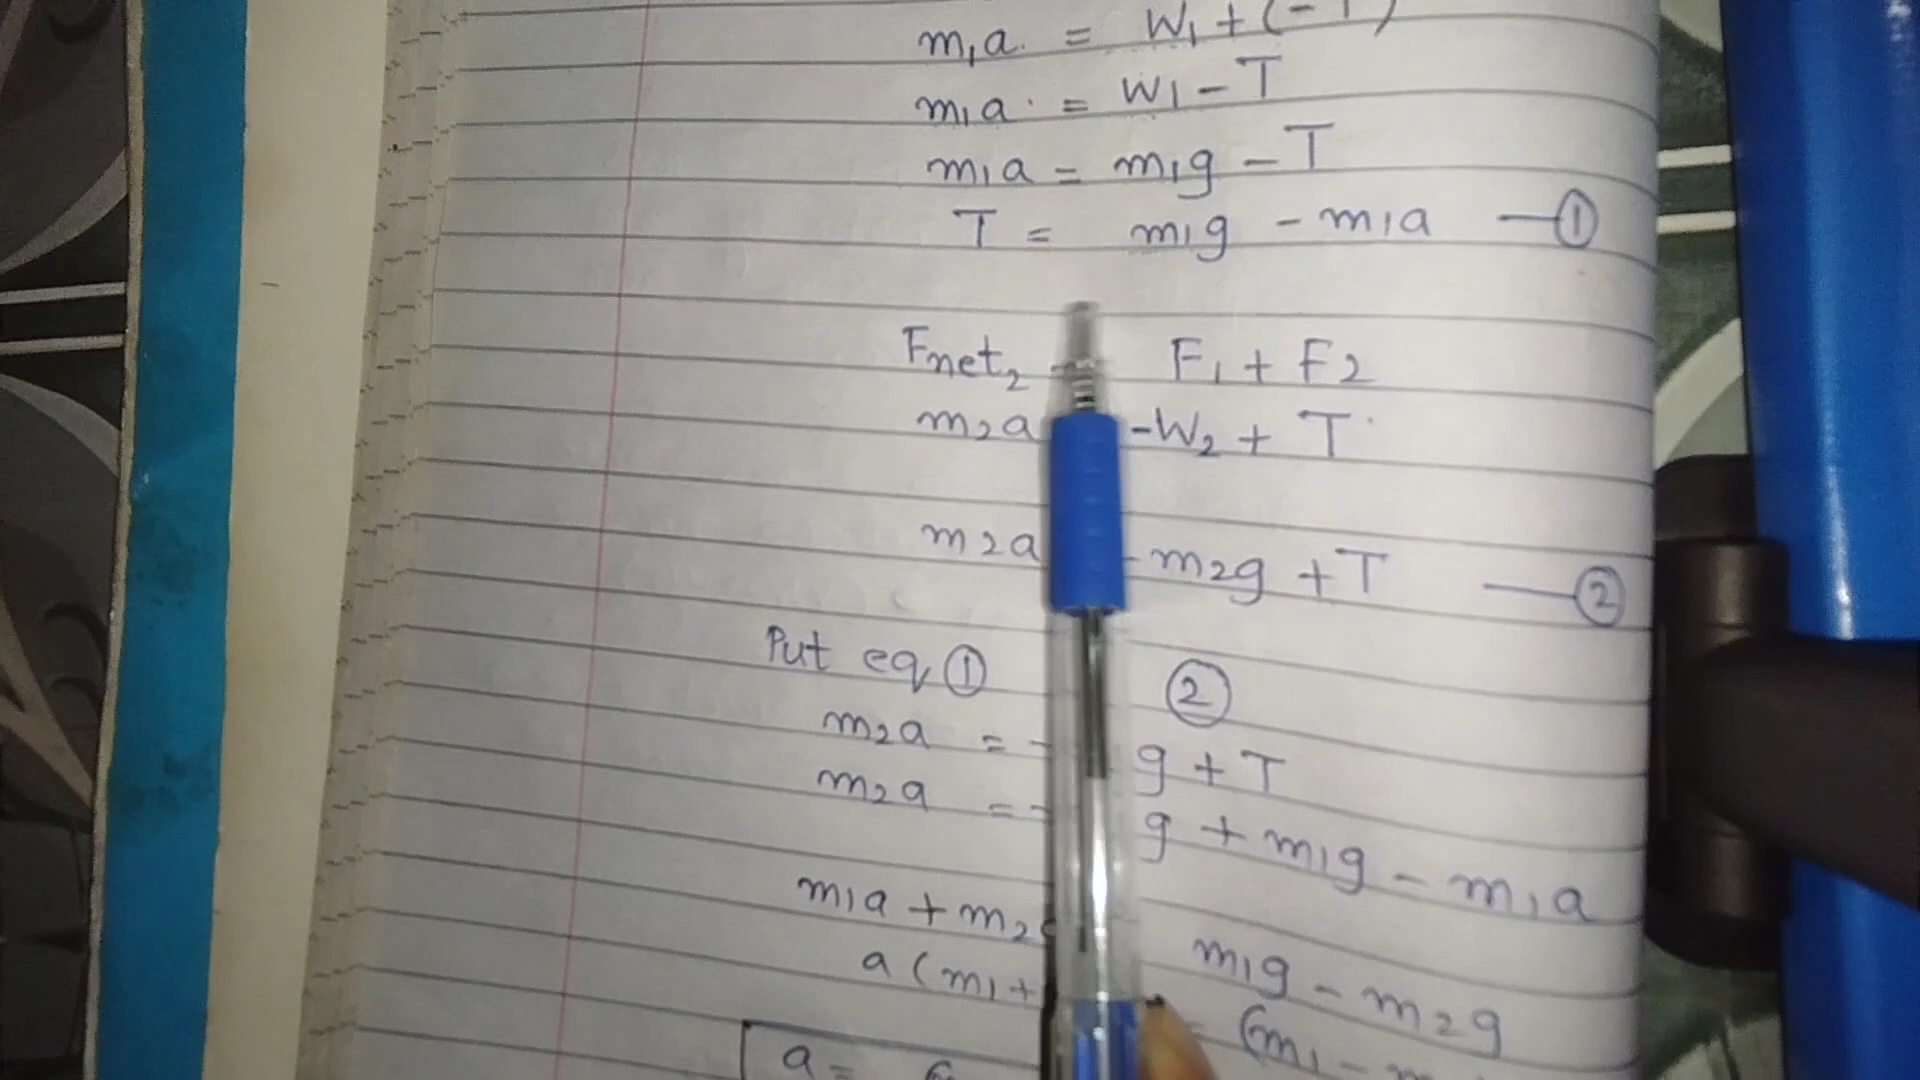 m₁a = W₁ + (-T)
m₁a = W₁ - T
m₁a = m₁g - T
T = m₁g - m₁a —①
Fnet₂ F₁ + F₂
m₂a -W₂ + T
m₂a - m₂g + T —②
Put eq ① ②
m₂a = - g + T
m₂a = - g + m₁g - m₁a
m₁a + m₂ m₁g - m₂g
a (m₁ + = (m₁ -
a =